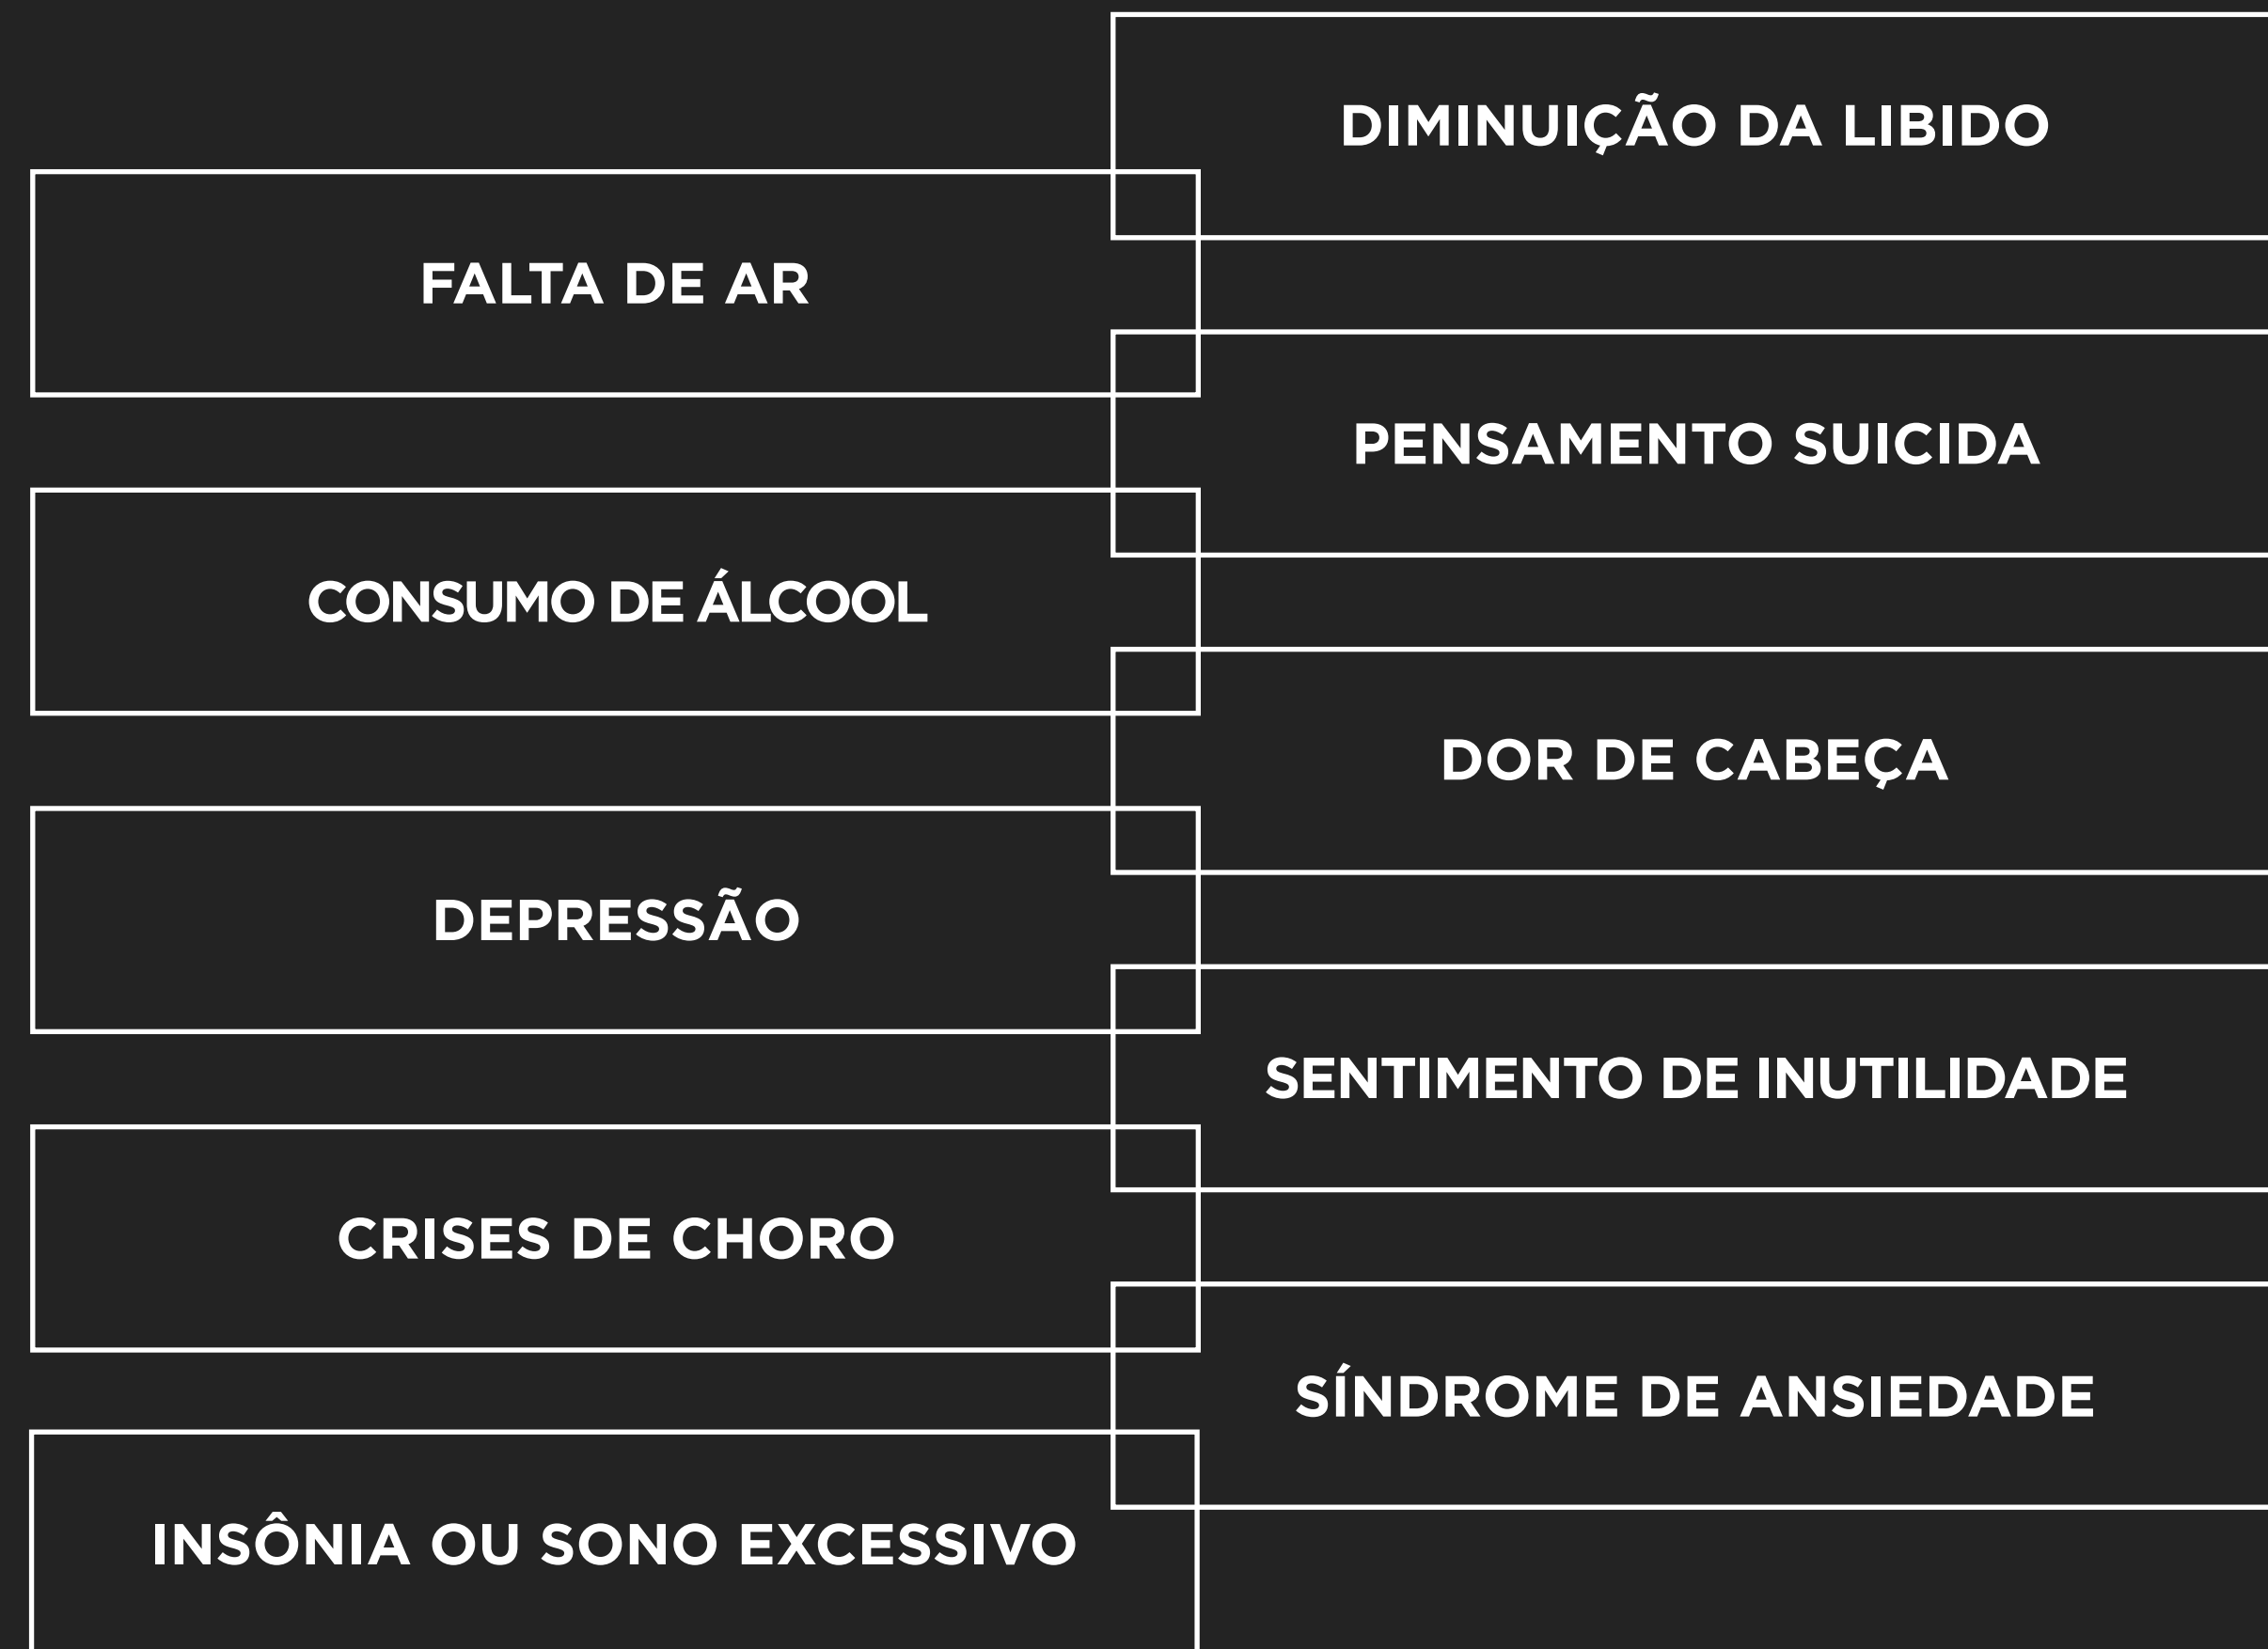 DIMINUIÇÃO DA LIBIDO
FALTA DE AR
PENSAMENTO SUICIDA
CONSUMO DE ÁLCOOL
DOR DE CABEÇA
DEPRESSÃO
SENTIMENTO DE INUTILIDADE
CRISES DE CHORO
SÍNDROME DE ANSIEDADE
INSÔNIA OU SONO EXCESSIVO